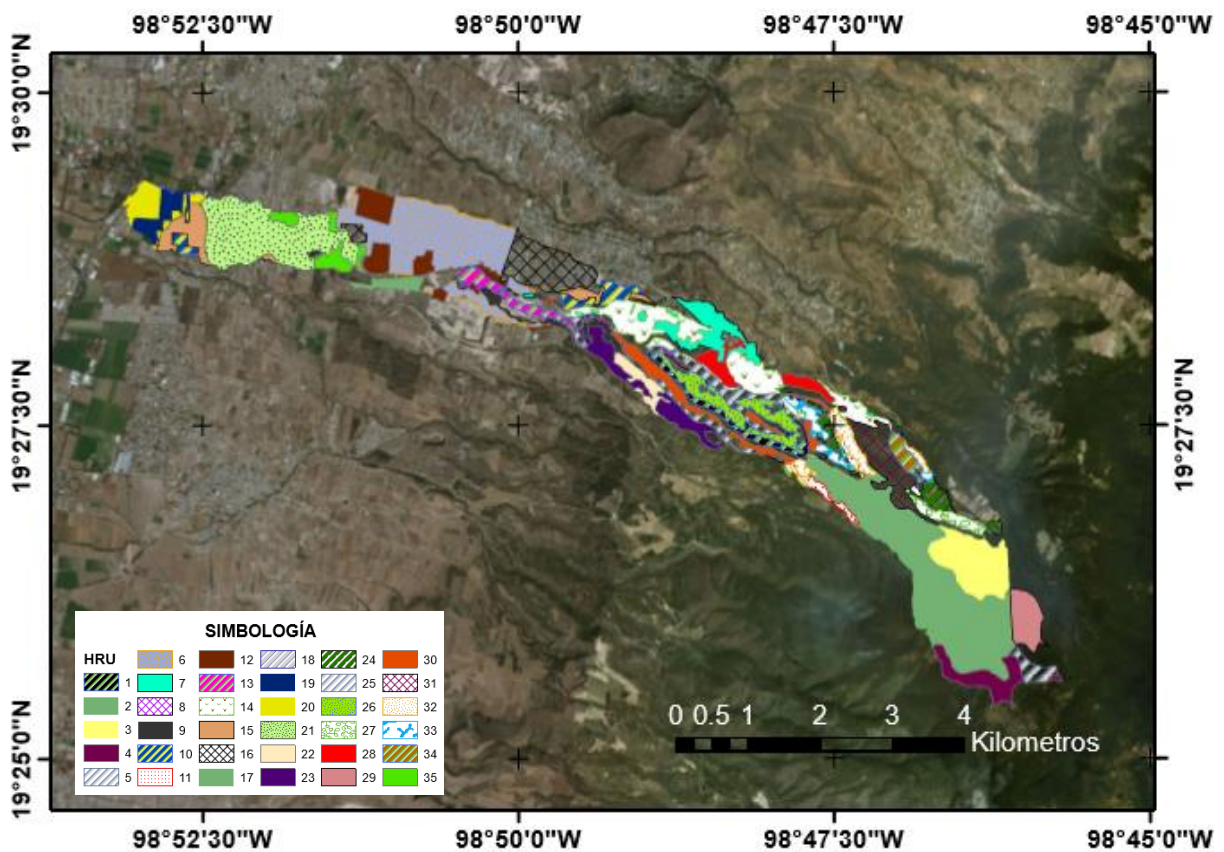 98°52'30"W 98°50'0"W 98°47'30"W 98°45'0"W
19°30'0"N
19°30'0"N
19°27'30"N
19°27'30"N
19°25'0"N
19°25'0"N
SIMBOLOGÍA
HRU 6 12 18 24 30
1 7 13 19 25 31
2 8 14 20 26 32
3 9 15 21 27 33
4 10 16 22 28 34
5 11 17 23 29 35
0 0.5 1 2 3 4
Kilometros
98°52'30"W 98°50'0"W 98°47'30"W 98°45'0"W